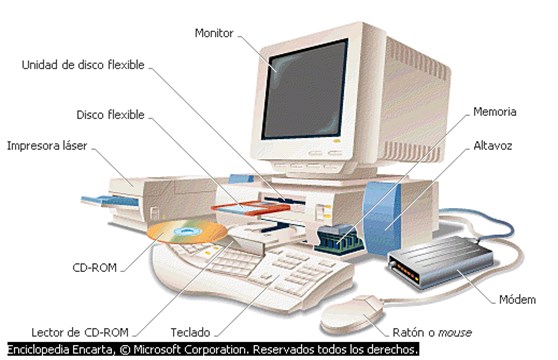 Monitor
Unidad de disco flexible
Disco flexible
Impresora láser
Memoria
Altavoz
CD-ROM
Módem
Lector de CD-ROM
Teclado
Ratón o mouse
Enciclopedia Encarta, © Microsoft Corporation. Reservados todos los derechos.